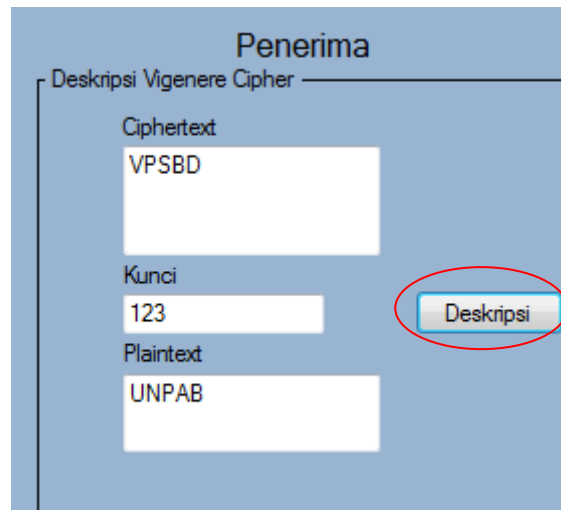 Penerima
Deskripsi Vigenere Cipher
Ciphertext
VPSBD
Kunci
123
Deskripsi
Plaintext
UNPAB